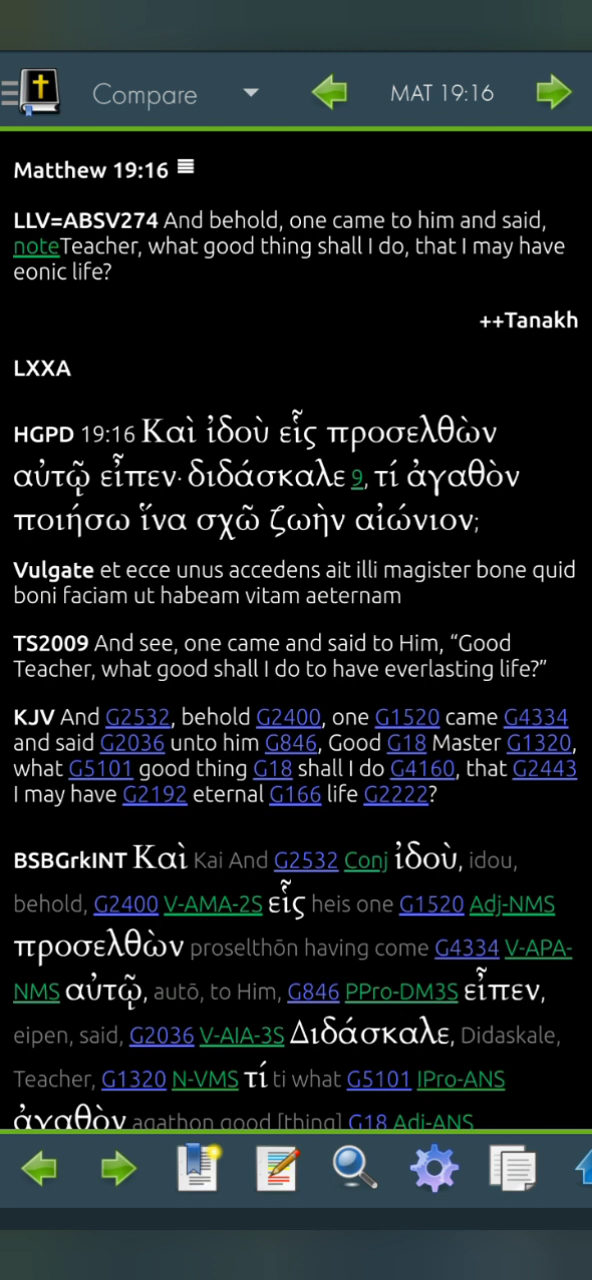 Compare
MAT 19:16
Matthew 19:16
LLV=ABSV274 And behold, one came to him and said,
noteTeacher, what good thing shall I do, that I may have
eonic life?
++Tanakh
LXXA
HGPD 19:16 Καὶ ἰδοὺ εἷς προσελθὼν
αὐτῷ εἶπεν· διδάσκαλε 9, τί ἀγαθὸν
ποιήσω ἵνα σχῶ ζωὴν αἰώνιον;
Vulgate et ecce unus accedens ait illi magister bone quid
boni faciam ut habeam vitam aeternam
TS2009 And see, one came and said to Him, “Good
Teacher, what good shall I do to have everlasting life?”
KJV And G2532, behold G2400, one G1520 came G4334
and said G2036 unto him G846, Good G18 Master G1320,
what G5101 good thing G18 shall I do G4160, that G2443
I may have G2192 eternal G166 life G2222?
BSBGrkINT Καὶ Kai And G2532 Conj ἰδοὺ, idou,
behold, G2400 V-AMA-2S εἷς heis one G1520 Adj-NMS
προσελθὼν proselthōn having come G4334 V-APA-
NMS αὐτῷ, autō, to Him, G846 PPro-DM3S εἶπεν,
eipen, said, G2036 V-AIA-3S Διδάσκαλε, Didaskale,
Teacher, G1320 N-VMS τί ti what G5101 IPro-ANS
ἀγαθὸν agathon good [thing] G18 Adj-ANS